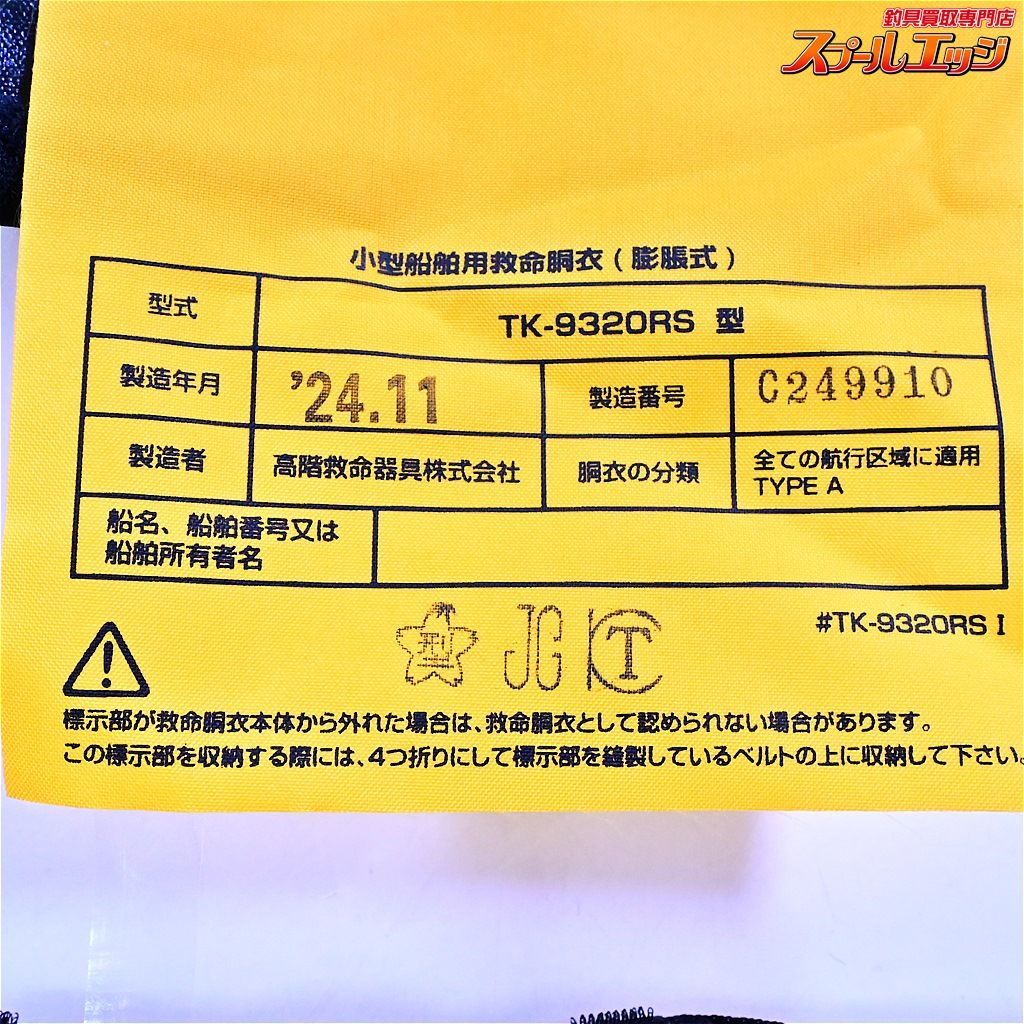 釣具買取専門店
スプールエッジ
小型船舶用救命胴衣(膨脹式)
型式
TK-9320RS 型
製造年月
'24.11
製造番号
C249910
製造者
高階救命器具株式会社
胴衣の分類
全ての航行区域に適用
TYPE A
船名、船舶番号又は
船舶所有者名
型 JG T
#TK-9320RS I
標示部が救命胴衣本体から外れた場合は、救命胴衣として認められない場合があります。
この標示部を収納する際には、4つ折りにして標示部を縫製しているベルトの上に収納して下さい。